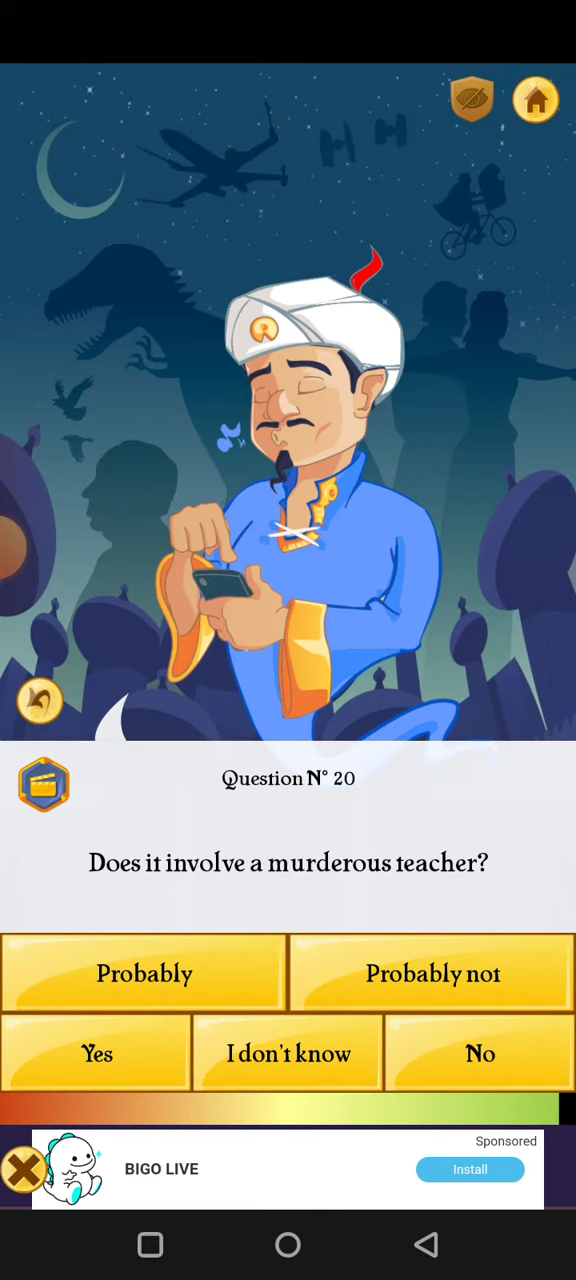 Question N° 20
Does it involve a murderous teacher?
Probably
Probably not
Yes
I don't know
No
Sponsored
BIGO LIVE
Install